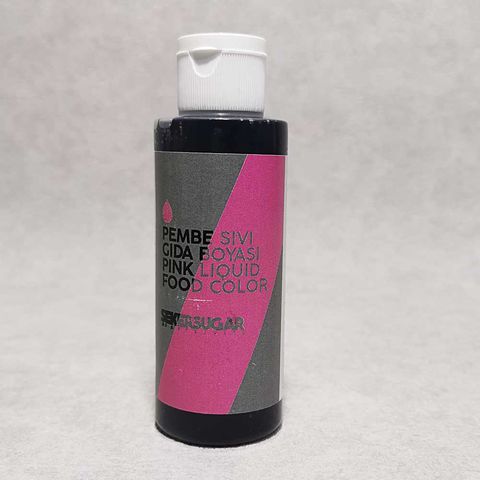 PEMBE SIVI
GIDA BOYASI
PINK LIQUID
FOOD COLOR
SEKERSUGAR